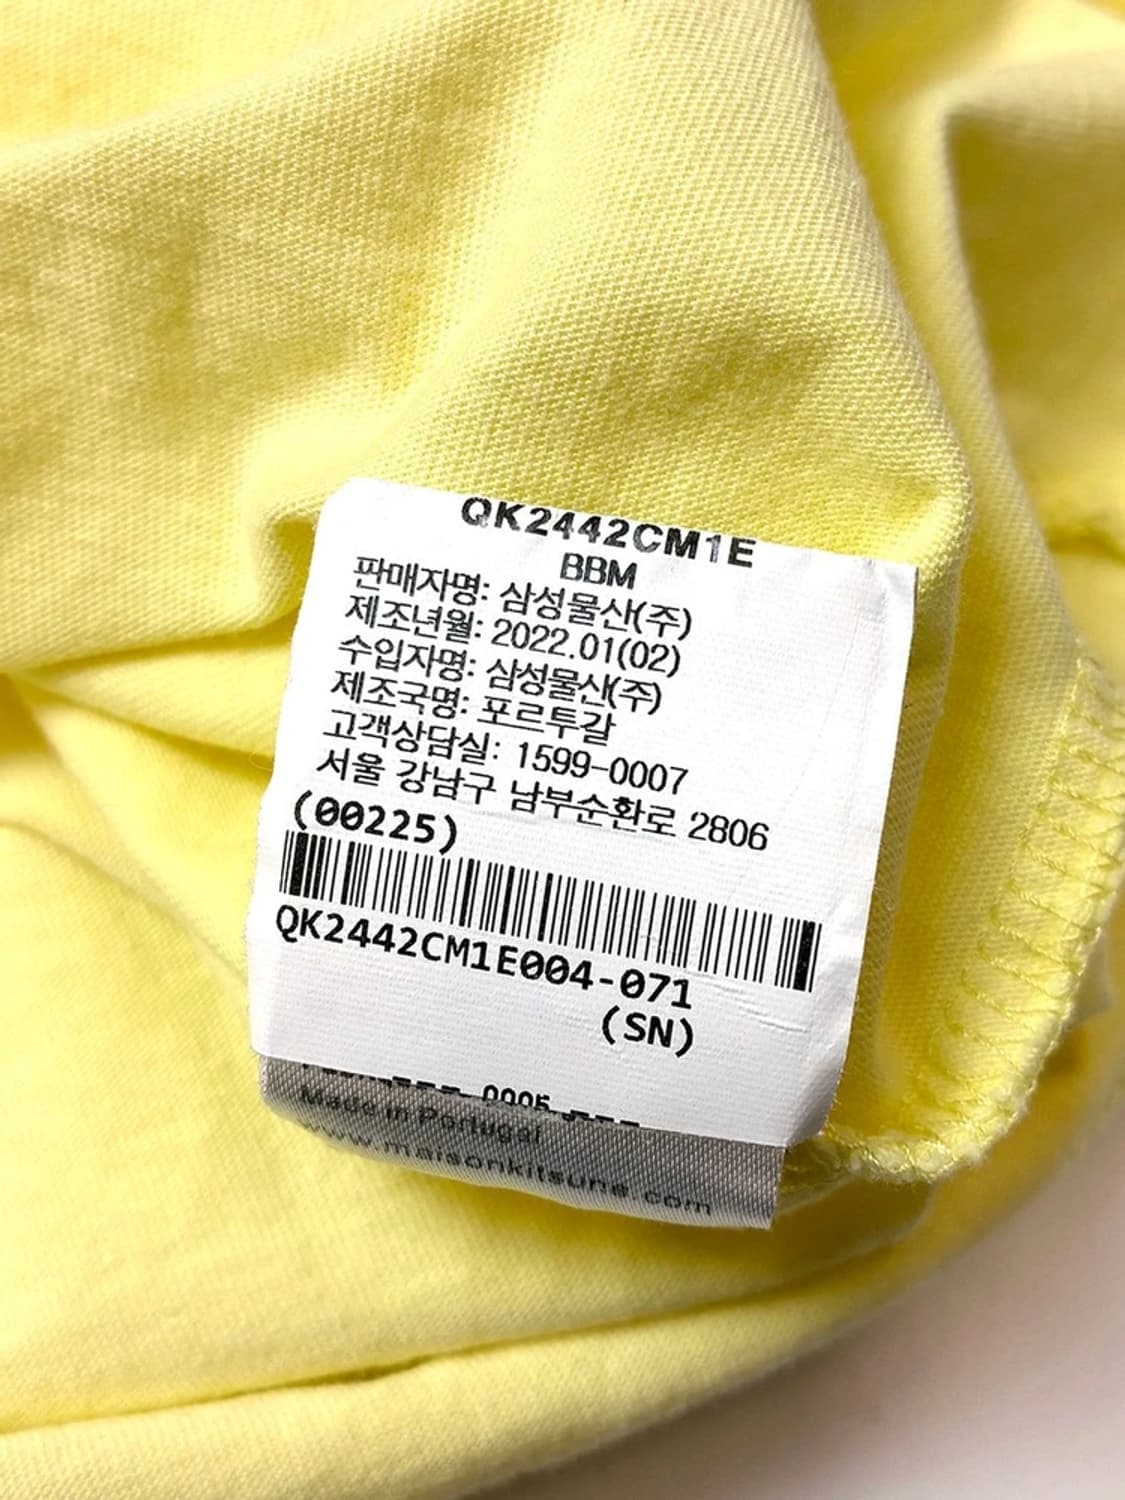 QK2442CM1E
BBM
판매자명: 삼성물산(주)
제조년월: 2022.01(02)
수입자명: 삼성물산(주)
제조국명: 포르투갈
고객상담실: 1599-0007
서울 강남구 남부순환로 2806
(00225)
QK2442CM1E004-071
(SN)
Made in Portugal
www.maisonkitsune.com